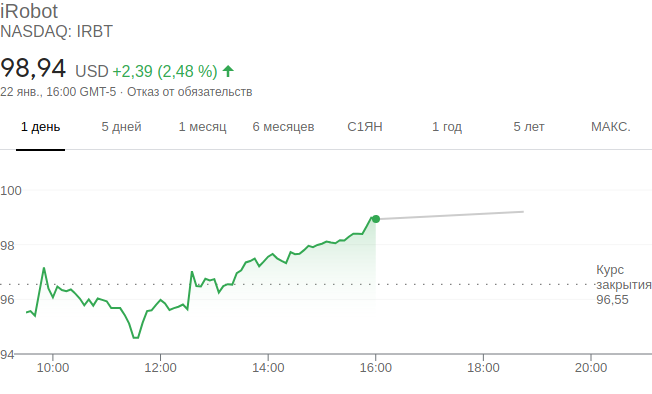 iRobot
NASDAQ: IRBT
98,94 USD +2,39 (2,48 %)
22 янв., 16:00 GMT-5 · Отказ от обязательств
1 день 5 дней 1 месяц 6 месяцев С1ЯН 1 год 5 лет МАКС.
100
98
Курс
закрытия
96,55
96
94
10:00 12:00 14:00 16:00 18:00 20:00